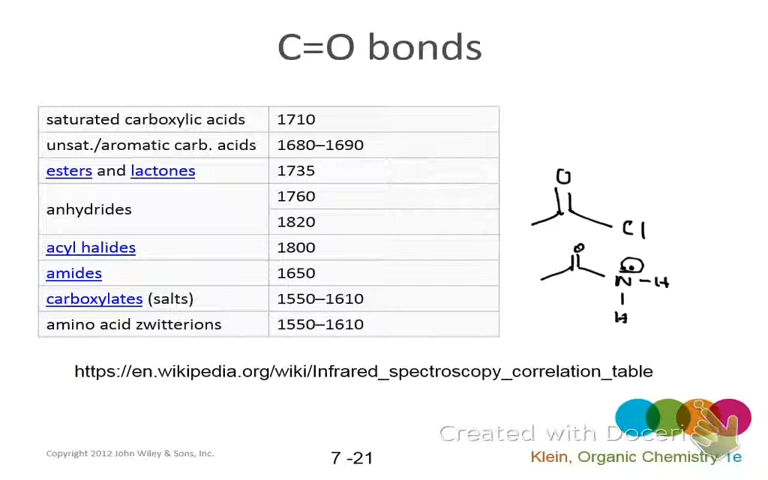 C=O bonds
saturated carboxylic acids 1710
unsat./aromatic carb. acids 1680–1690
esters and lactones 1735
anhydrides 1760
1820
acyl halides 1800
amides 1650
carboxylates (salts) 1550–1610
amino acid zwitterions 1550–1610
O
Cl
O
N H
H
https://en.wikipedia.org/wiki/Infrared_spectroscopy_correlation_table
Created with Doceri
Copyright 2012 John Wiley & Sons, Inc.
7 -21
Klein, Organic Chemistry 1e